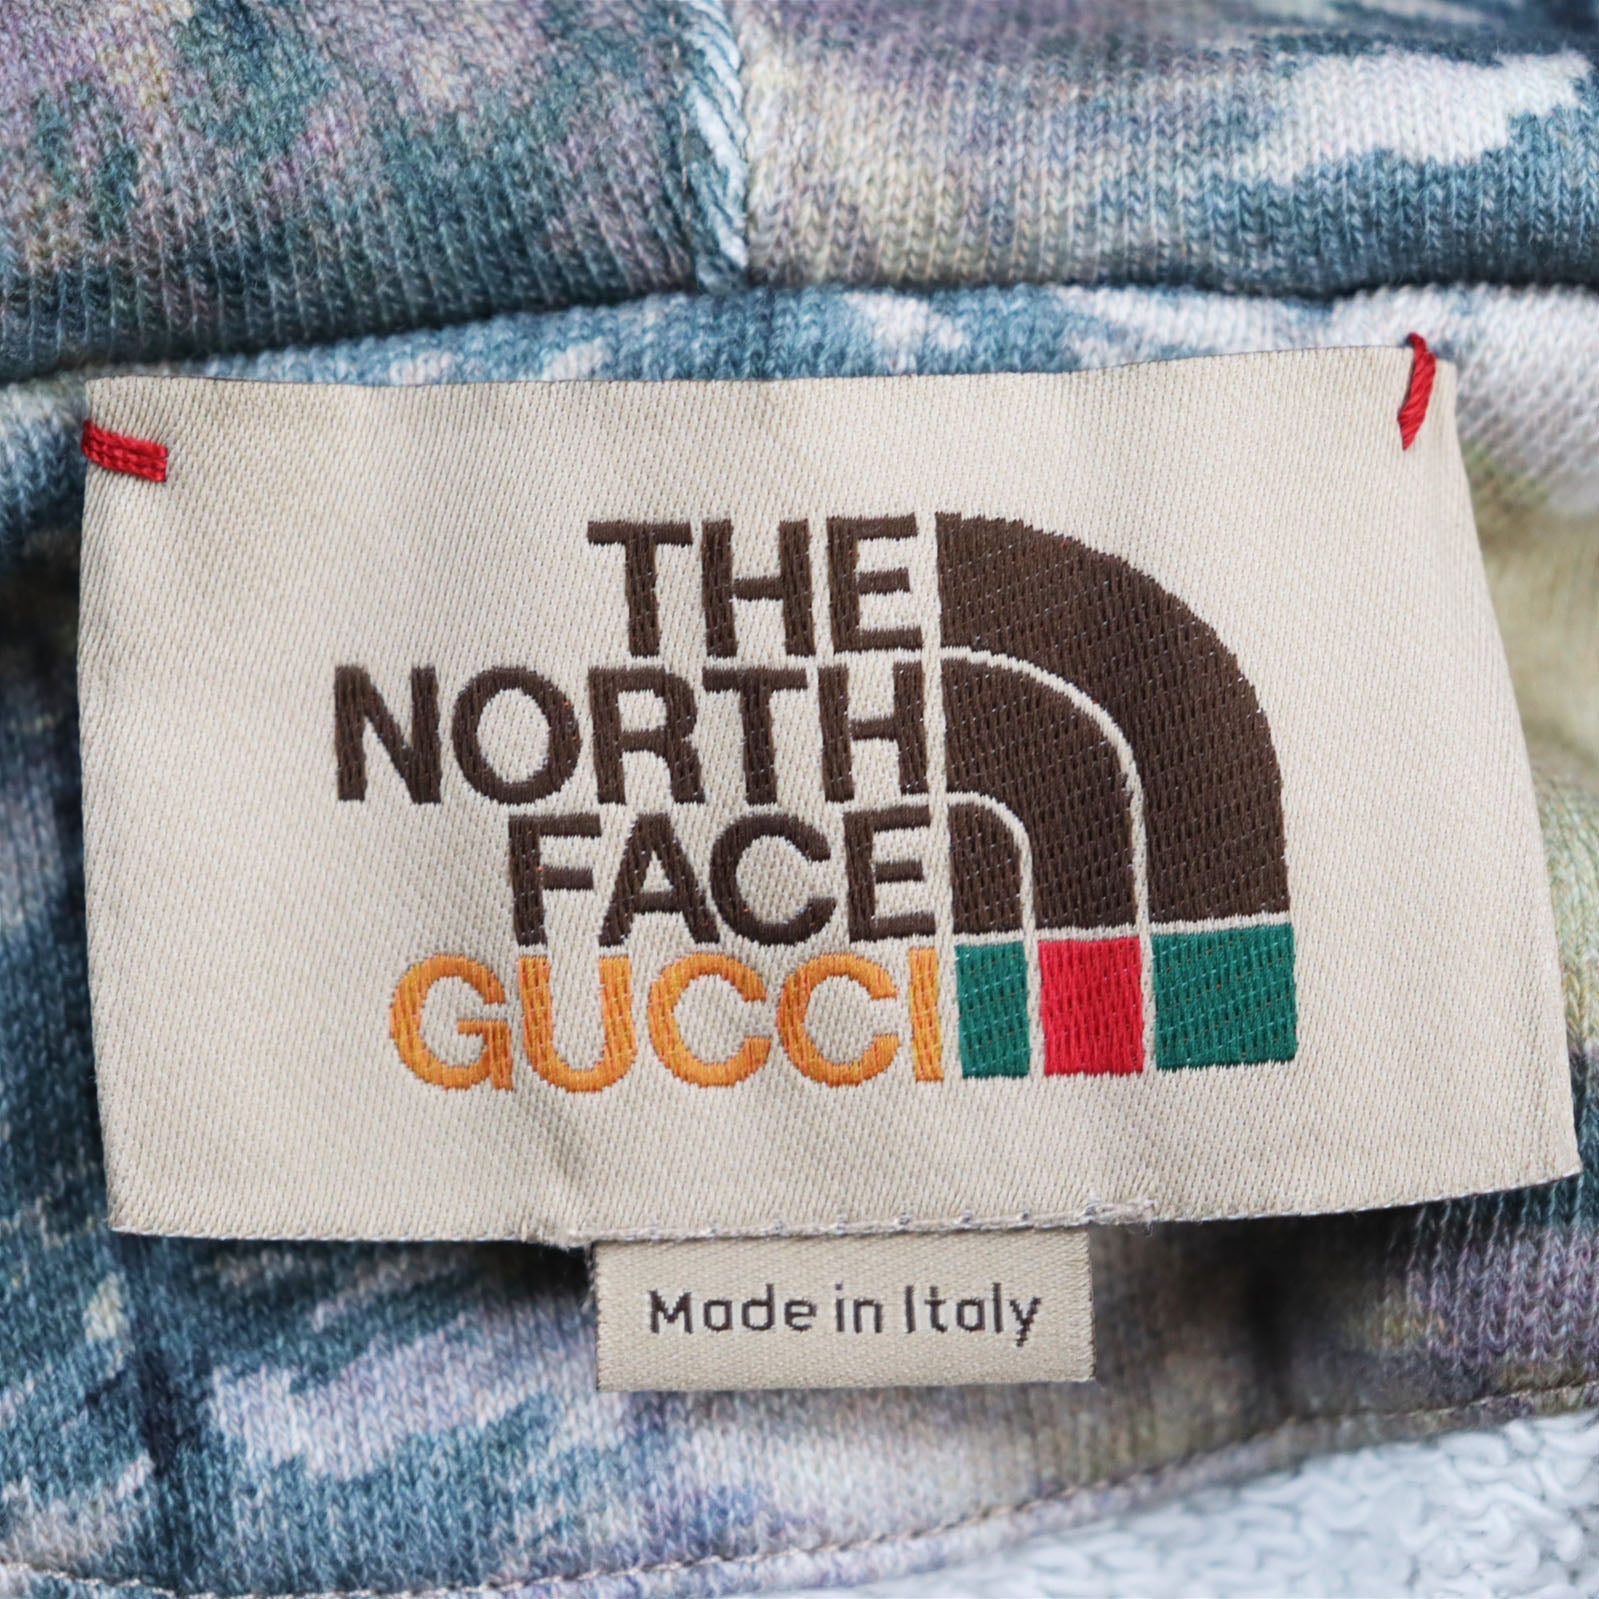 THE
NORTH
FACE
GUCCI
Made in Italy